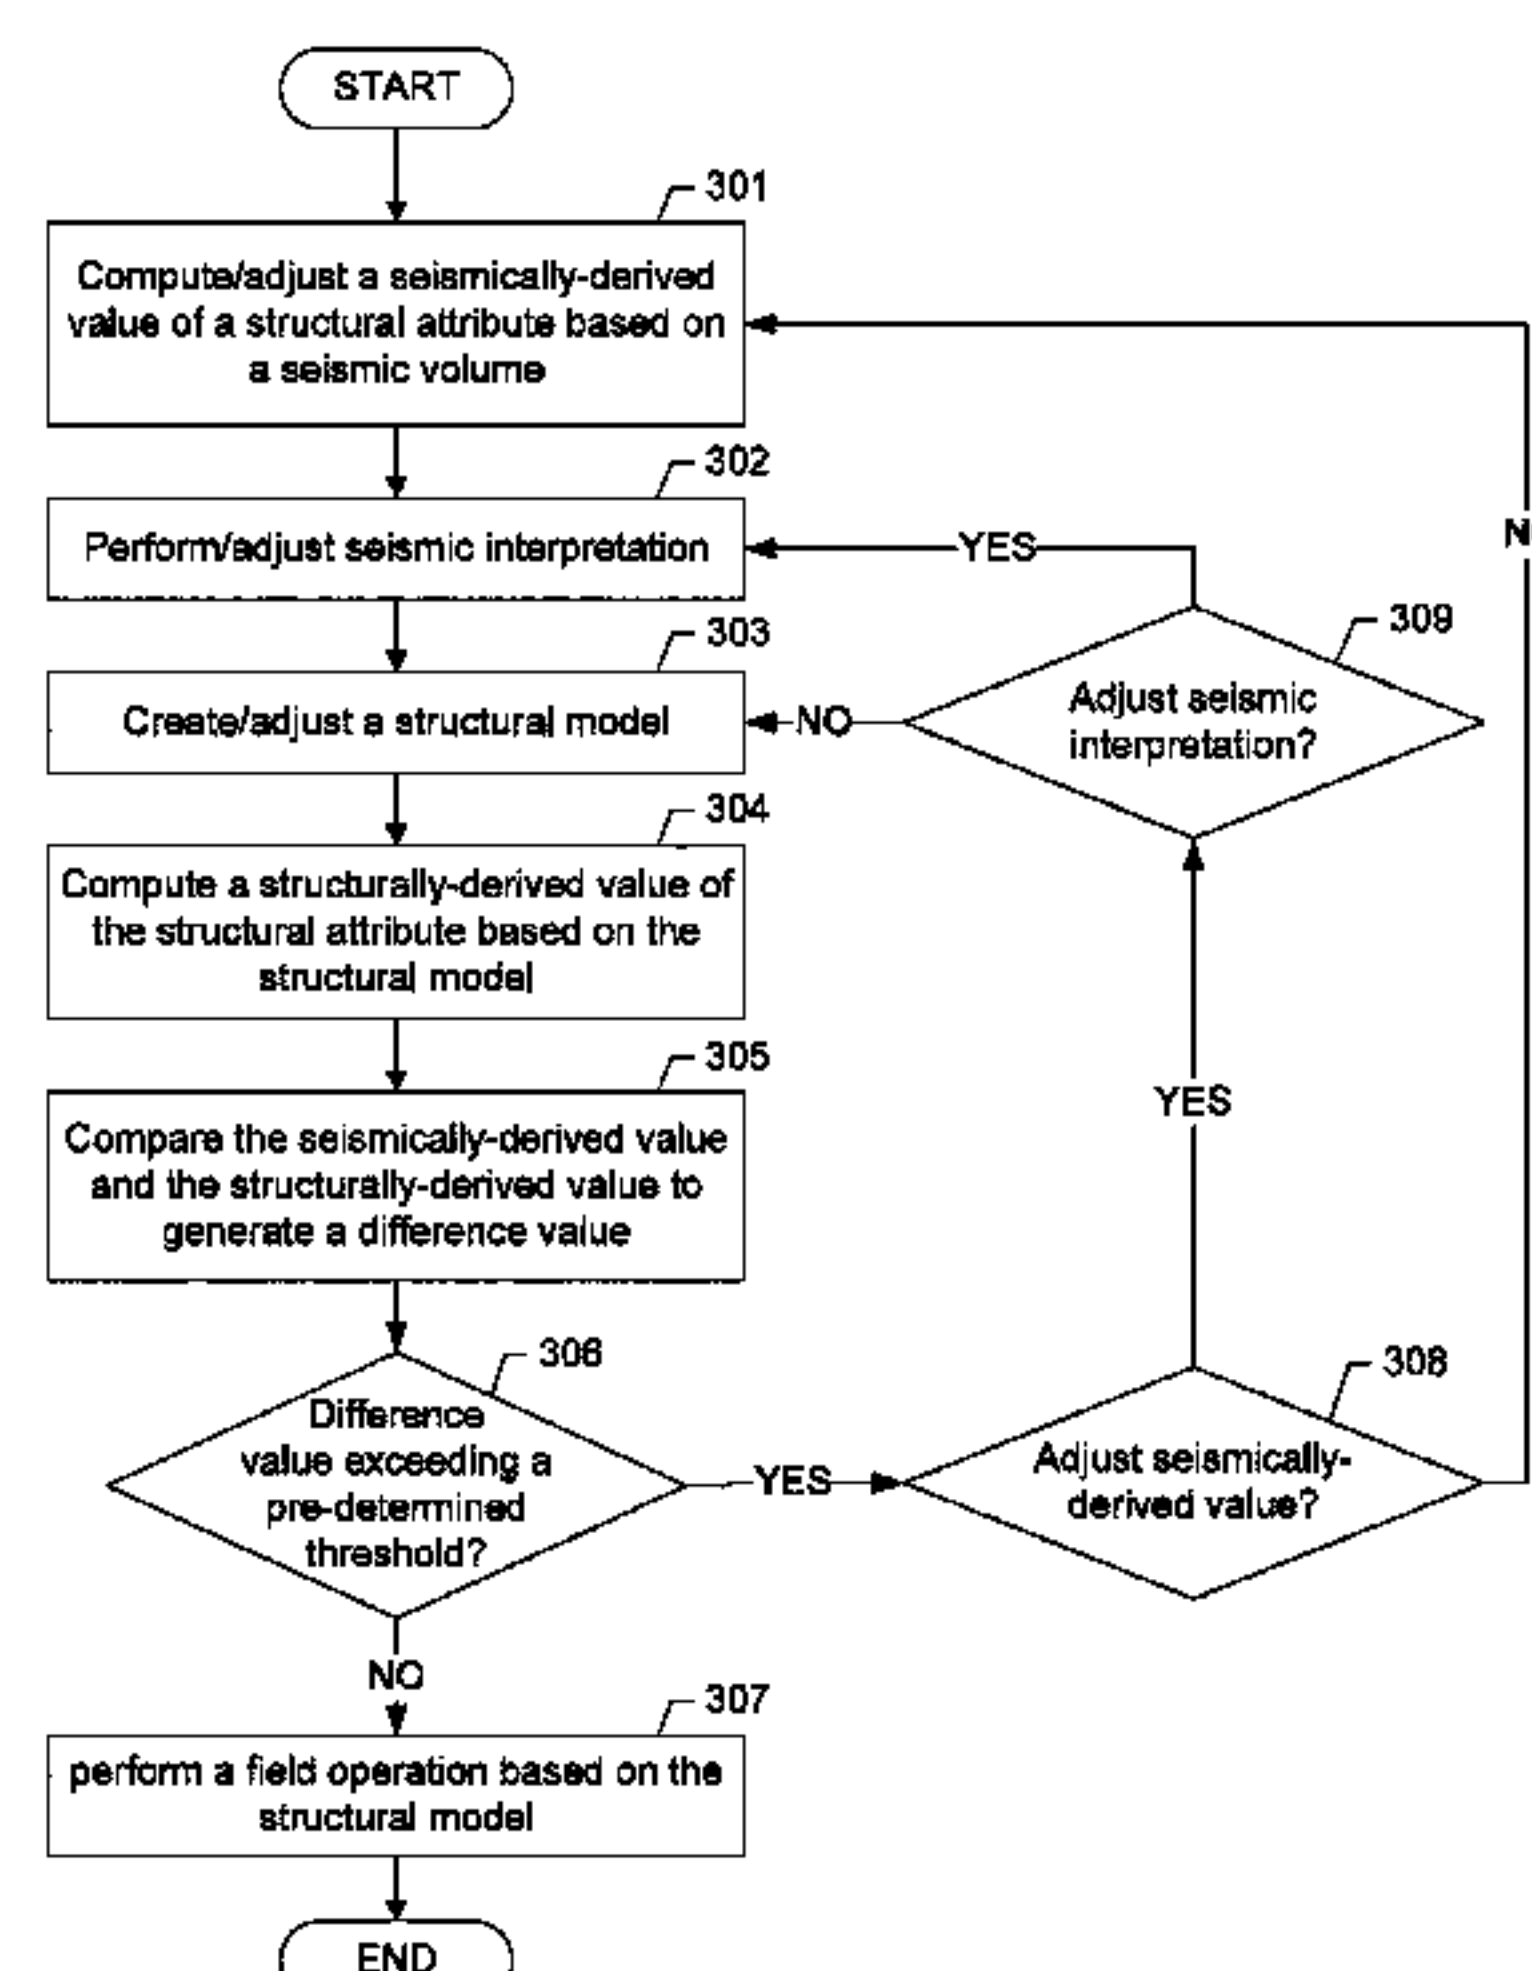 START
301
Compute/adjust a seismically-derived
value of a structural attribute based on
a seismic volume
302
Perform/adjust seismic interpretation
YES
N
303
Create/adjust a structural model
NO
309
Adjust seismic
interpretation?
304
Compute a structurally-derived value of
the structural attribute based on the
structural model
305
Compare the seismically-derived value
and the structurally-derived value to
generate a difference value
YES
306
Difference
value exceeding a
pre-determined
threshold?
YES
308
Adjust seismically-
derived value?
NO
307
perform a field operation based on the
structural model
END